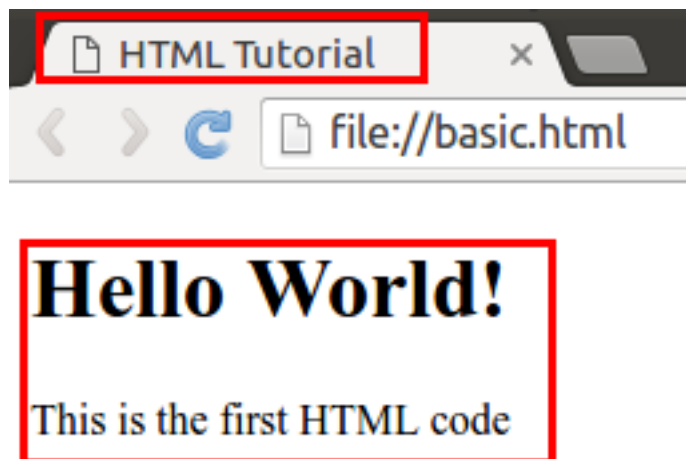 HTML Tutorial
file://basic.html
Hello World!
This is the first HTML code